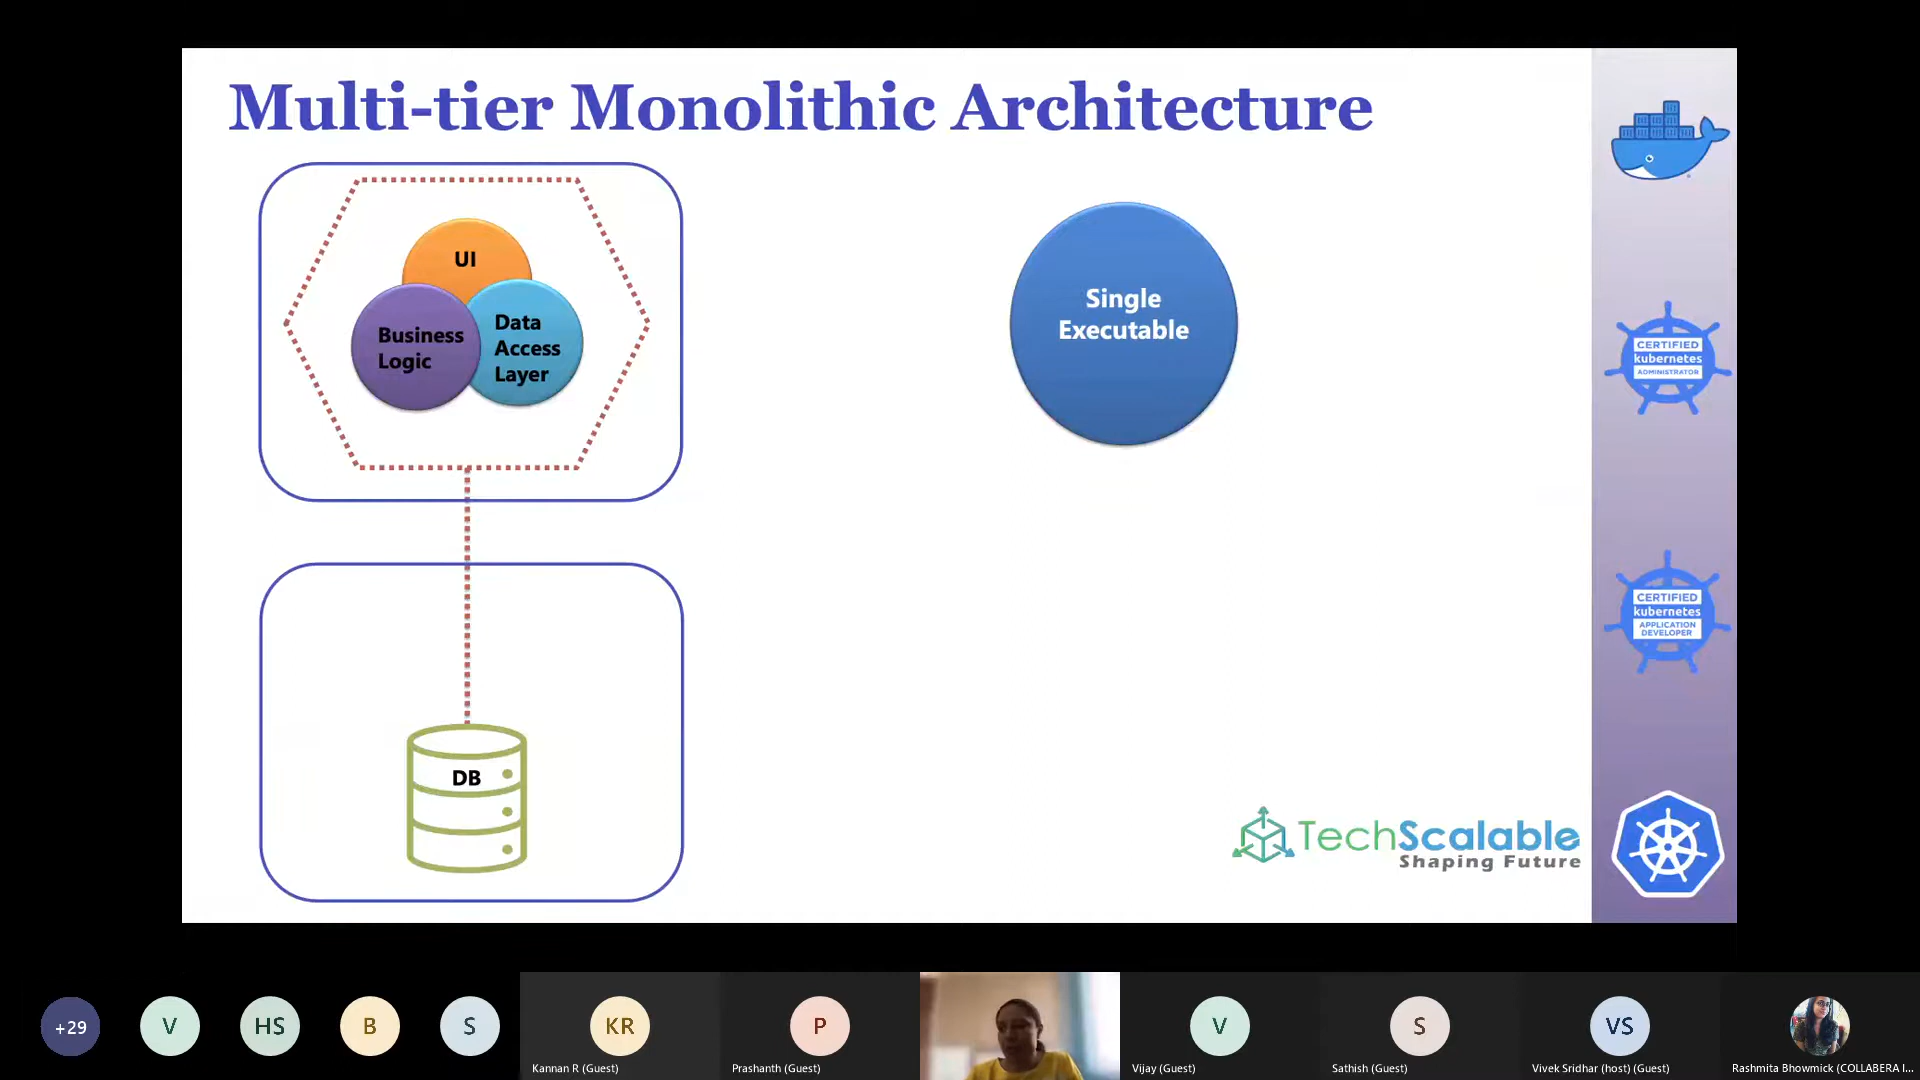 Multi-tier Monolithic Architecture
UI
Business
Logic
Data
Access
Layer
Single
Executable
DB
TechScalable
Shaping Future
CERTIFIED
kubernetes
ADMINISTRATOR
CERTIFIED
kubernetes
APPLICATION
DEVELOPER
+29
V
HS
B
S
KR
Kannan R (Guest)
P
Prashanth (Guest)
V
Vijay (Guest)
S
Sathish (Guest)
VS
Vivek Sridhar (host) (Guest)
Rashmita Bhowmick (COLLABERA I...